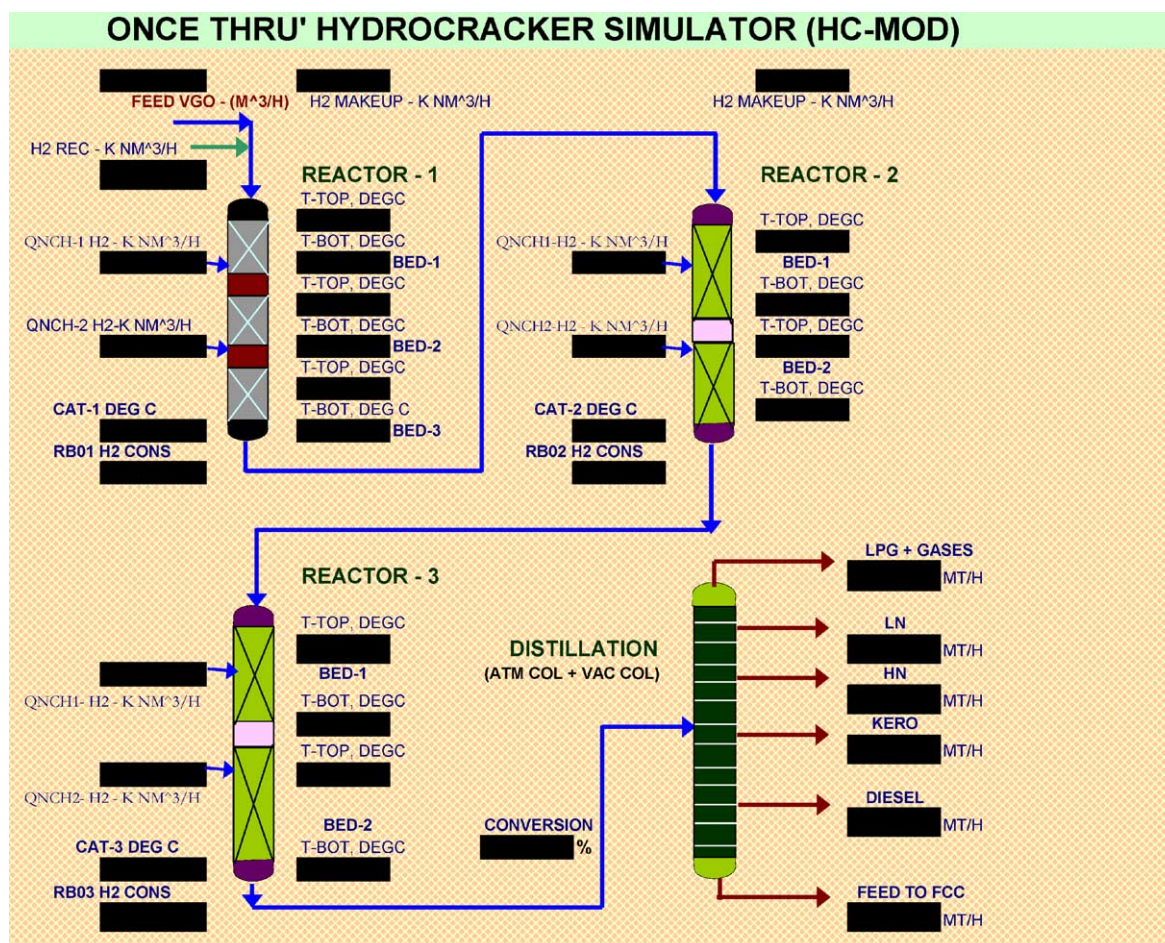 ONCE THRU' HYDROCRACKER SIMULATOR (HC-MOD)
FEED VGO - (M^3/H)
H2 MAKEUP - K NM^3/H
H2 MAKEUP - K NM^3/H
H2 REC - K NM^3/H
REACTOR - 1
T-TOP, DEGC
QNCH-1 H2 - K NM^3/H
T-BOT, DEGC
BED-1
T-TOP, DEGC
QNCH-2 H2-K NM^3/H
T-BOT, DEGC
BED-2
T-TOP, DEGC
CAT-1 DEG C
T-BOT, DEG C
BED-3
RB01 H2 CONS
REACTOR - 2
T-TOP, DEGC
QNCH1-H2 - K NM^3/H
BED-1
T-BOT, DEGC
QNCH2-H2 - K NM^3/H
T-TOP, DEGC
BED-2
T-BOT, DEGC
CAT-2 DEG C
RB02 H2 CONS
REACTOR - 3
T-TOP, DEGC
BED-1
QNCH1- H2 - K NM^3/H
T-BOT, DEGC
T-TOP, DEGC
QNCH2- H2 - K NM^3/H
BED-2
CAT-3 DEG C
T-BOT, DEGC
RB03 H2 CONS
DISTILLATION
(ATM COL + VAC COL)
CONVERSION
%
LPG + GASES
MT/H
LN
MT/H
HN
MT/H
KERO
MT/H
DIESEL
MT/H
FEED TO FCC
MT/H